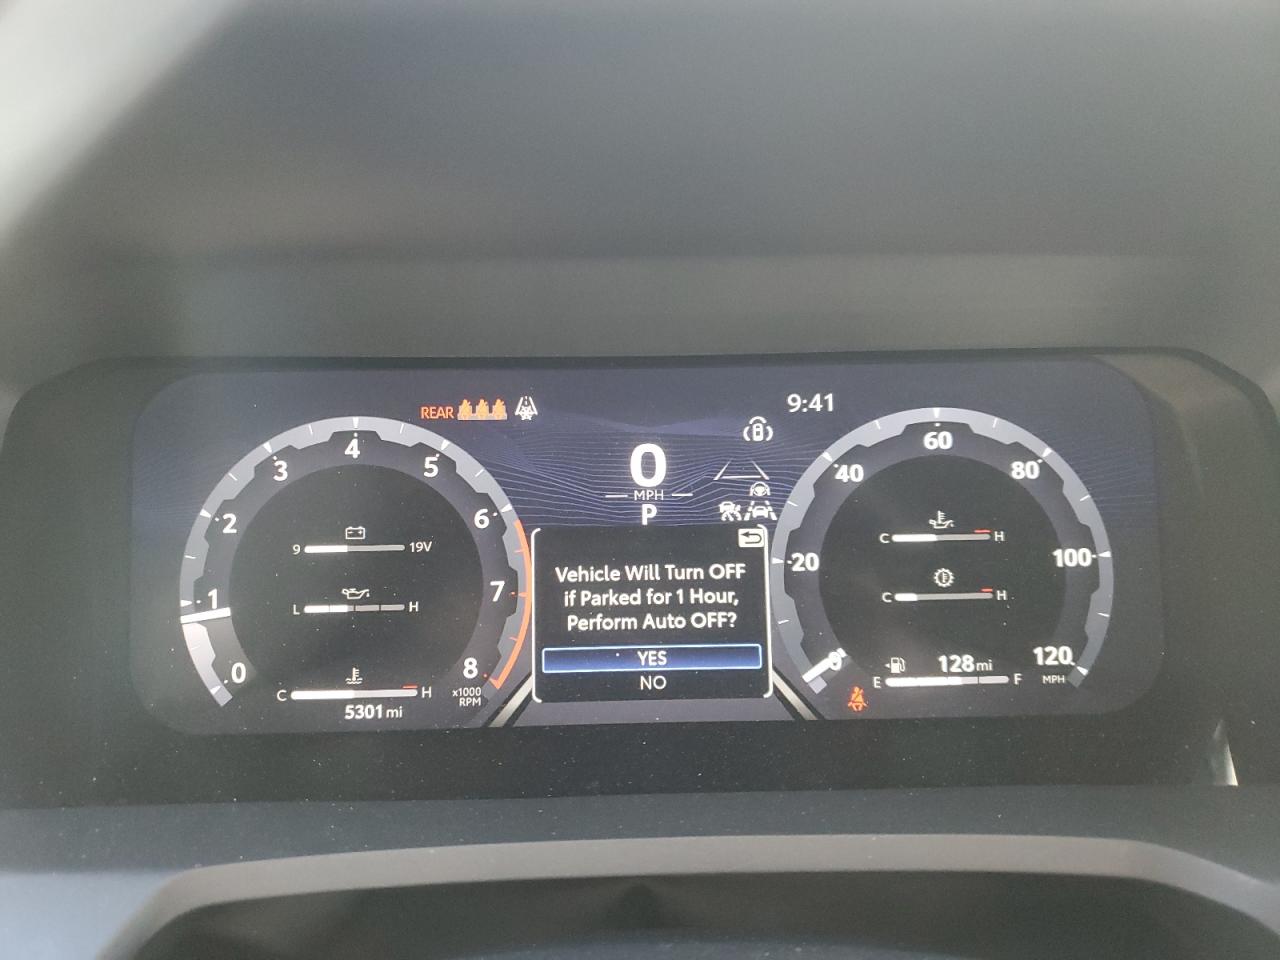 REAR
9:41
0
MPH
P
Vehicle Will Turn OFF
if Parked for 1 Hour,
Perform Auto OFF?
YES
NO
0
1
2
3
4
5
6
7
8
x1000
RPM
9 19V
L H
C H
5301 mi
0
20
40
60
80
100
120
MPH
C H
C H
128 mi
E F